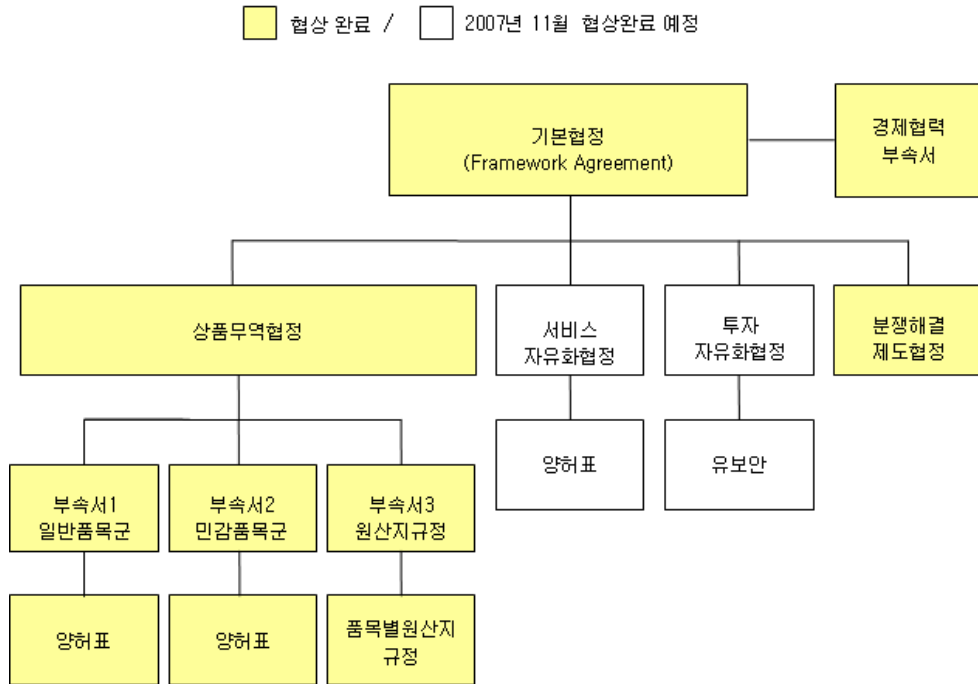 협상 완료 / 2007년 11월 협상완료 예정
기본협정
(Framework Agreement)
경제협력
부속서
상품무역협정
서비스
자유화협정
투자
자유화협정
분쟁해결
제도협정
양허표
유보안
부속서1
일반품목군
부속서2
민감품목군
부속서3
원산지규정
양허표
양허표
품목별원산지
규정